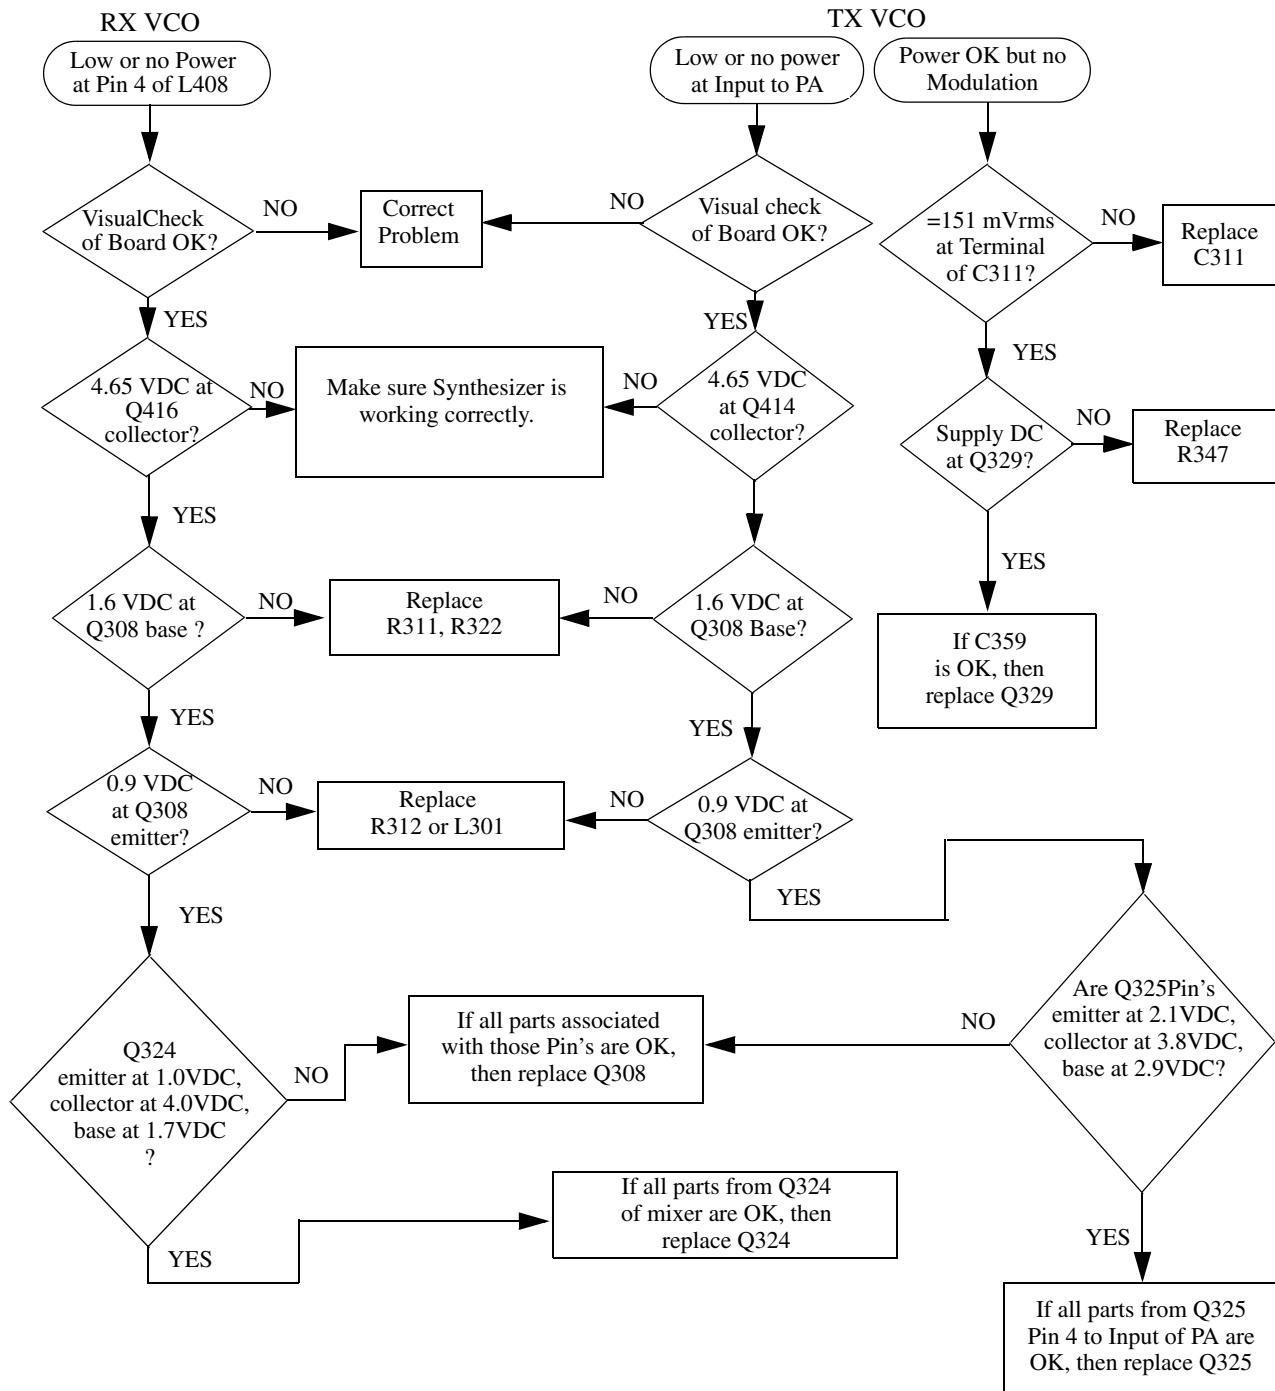 RX VCO
TX VCO
Low or no Power
at Pin 4 of L408
Low or no power
at Input to PA
Power OK but no
Modulation
VisualCheck
of Board OK?
NO
Correct
Problem
NO
Visual check
of Board OK?
=151 mVrms
at Terminal
of C311?
NO
Replace
C311
YES
YES
YES
4.65 VDC at
Q416
collector?
NO
Make sure Synthesizer is
working correctly.
NO
4.65 VDC
at Q414
collector?
Supply DC
at Q329?
NO
Replace
R347
YES
YES
1.6 VDC at
Q308 base ?
NO
Replace
R311, R322
NO
1.6 VDC at
Q308 Base?
If C359
is OK, then
replace Q329
YES
YES
0.9 VDC
at Q308
emitter?
NO
Replace
R312 or L301
NO
0.9 VDC at
Q308 emitter?
YES
YES
Q324
emitter at 1.0VDC,
collector at 4.0VDC,
base at 1.7VDC
?
NO
If all parts associated
with those Pin's are OK,
then replace Q308
NO
Are Q325Pin's
emitter at 2.1VDC,
collector at 3.8VDC,
base at 2.9VDC?
YES
If all parts from Q324
of mixer are OK, then
replace Q324
YES
If all parts from Q325
Pin 4 to Input of PA are
OK, then replace Q325